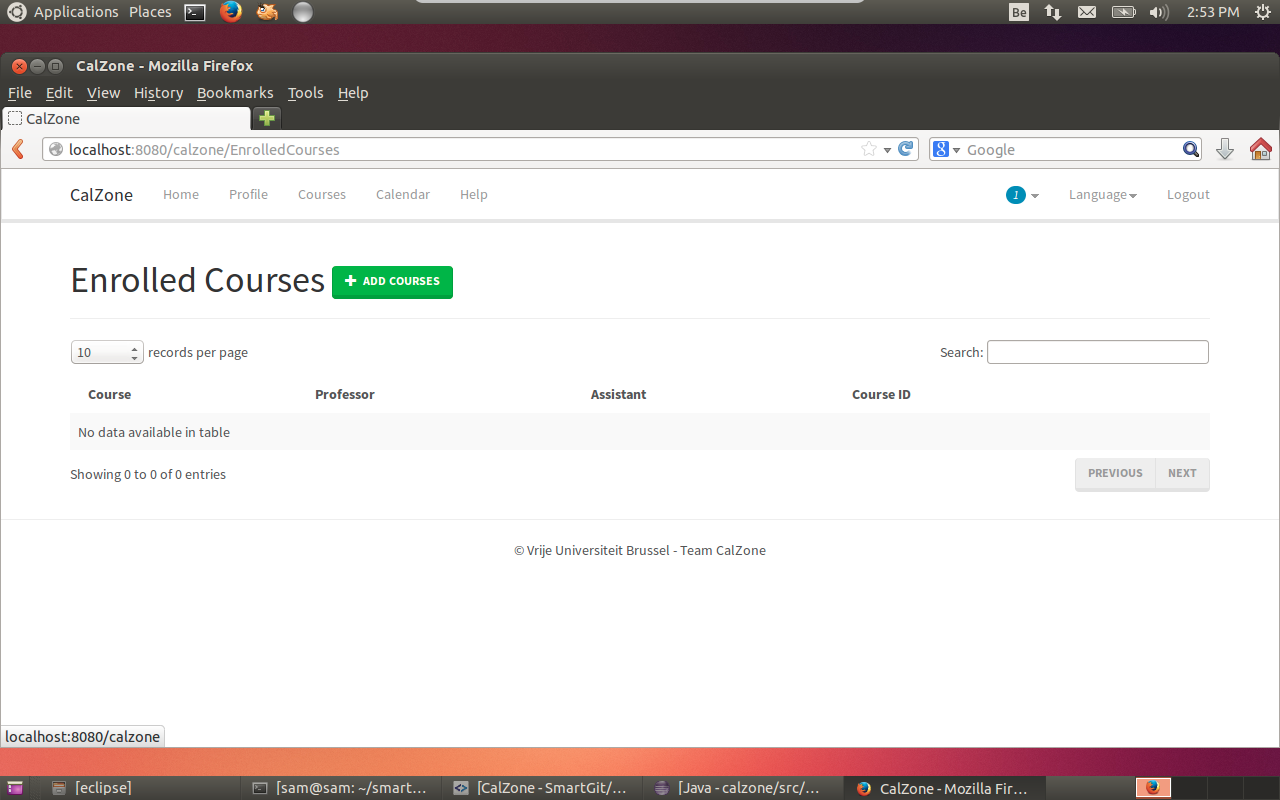 Applications Places Be 2:53 PM
CalZone - Mozilla Firefox
File Edit View History Bookmarks Tools Help
CalZone
localhost:8080/calzone/EnrolledCourses 8 Google
CalZone Home Profile Courses Calendar Help 1 Language Logout
Enrolled Courses ADD COURSES
10 records per page Search:
Course Professor Assistant Course ID
No data available in table
Showing 0 to 0 of 0 entries PREVIOUS NEXT
© Vrije Universiteit Brussel - Team CalZone
localhost:8080/calzone
[eclipse] [sam@sam: ~/smart... [CalZone - SmartGit/... [Java - calzone/src/... CalZone - Mozilla Fir...